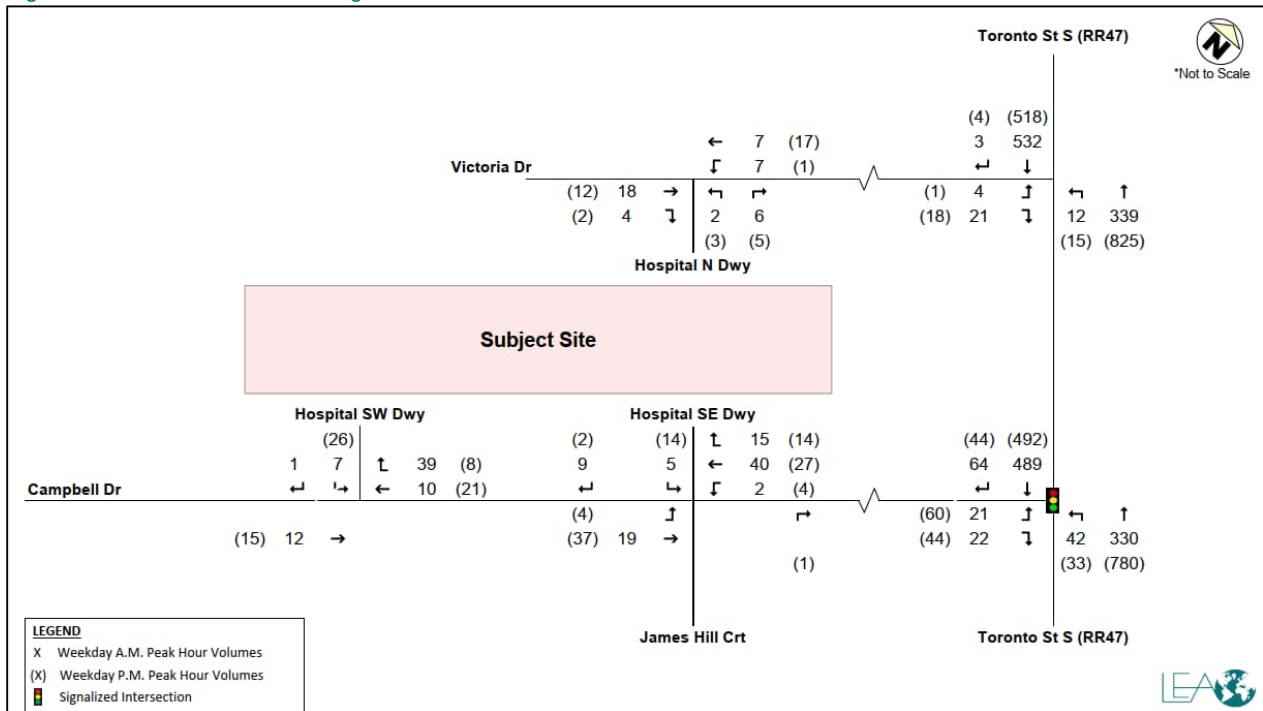 Toronto St S (RR47)
N
*Not to Scale
(4) (518)
← 7 (17) 3 532
Victoria Dr 7 (1) ↓
(12) 18 → (1) 4 ↑
(2) 4 2 6 (18) 21 12 339
(3) (5) (15) (825)
Hospital N Dwy
Subject Site
Hospital SW Dwy Hospital SE Dwy
(26) (2) (14) 15 (14) (44) (492)
1 7 39 (8) 9 5 ← 40 (27) 64 489
Campbell Dr ← 10 (21) 2 (4) ↓
(4) (60) 21 ↑
(15) 12 → (37) 19 → (44) 22 42 330
(1) (33) (780)
LEGEND
X Weekday A.M. Peak Hour Volumes
(X) Weekday P.M. Peak Hour Volumes
Signalized Intersection
James Hill Crt Toronto St S (RR47)
LEA